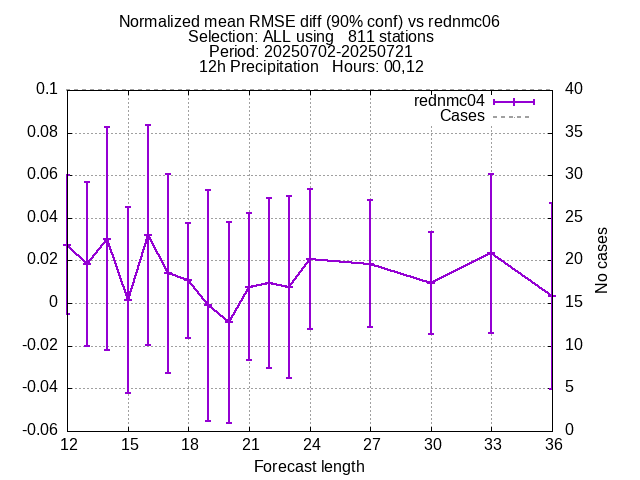 Normalized mean RMSE diff (90% conf) vs rednmc06
Selection: ALL using   811 stations
Period: 20250702-20250721
12h Precipitation   Hours: 00,12
0.1
0.08
0.06
0.04
0.02
0
-0.02
-0.04
-0.06
40
35
30
25
20
15
10
5
0
rednmc04
Cases
No cases
12 15 18 21 24 27 30 33 36
Forecast length